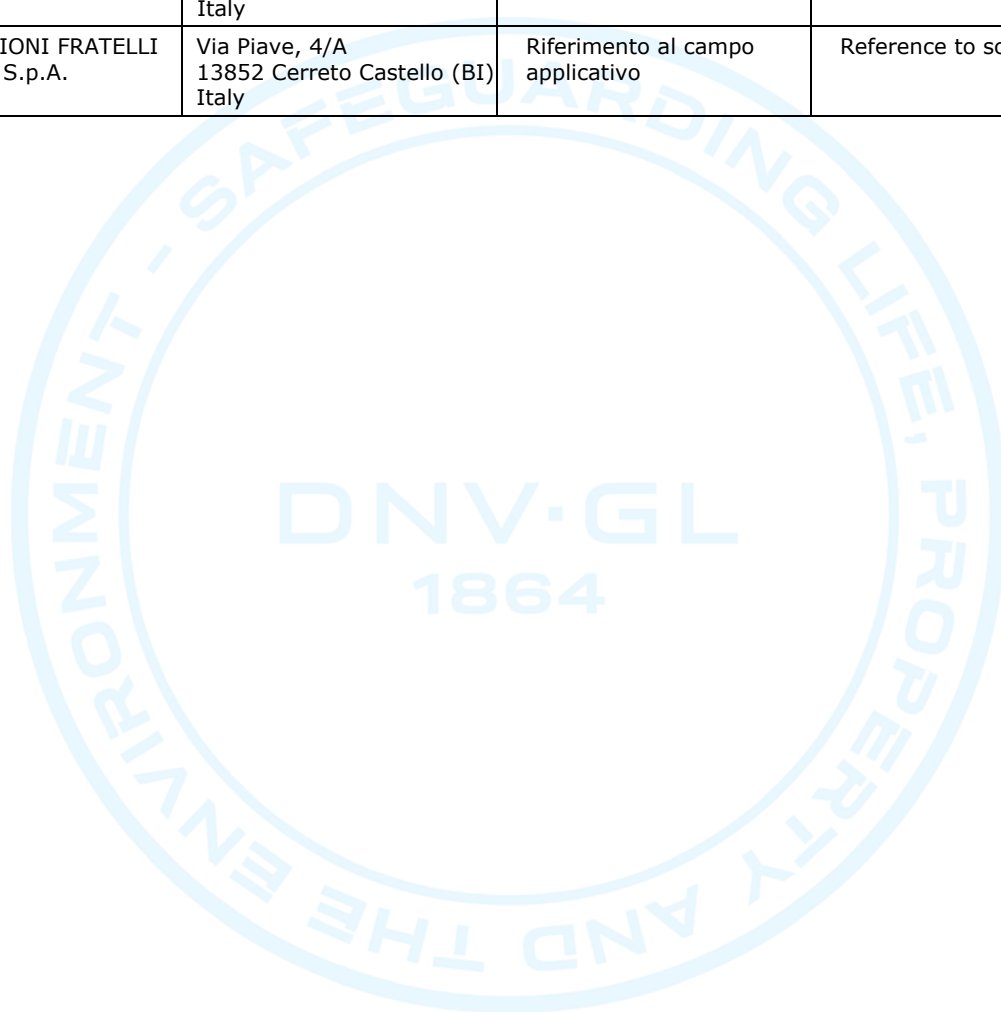 Italy
IONI FRATELLI
S.p.A.
Via Piave, 4/A
13852 Cerreto Castello (BI)
Italy
Riferimento al campo
applicativo
Reference to
SAFEGUARDING LIFE, PROPERTY AND THE ENVIRONMENT -
DNV·GL
1864